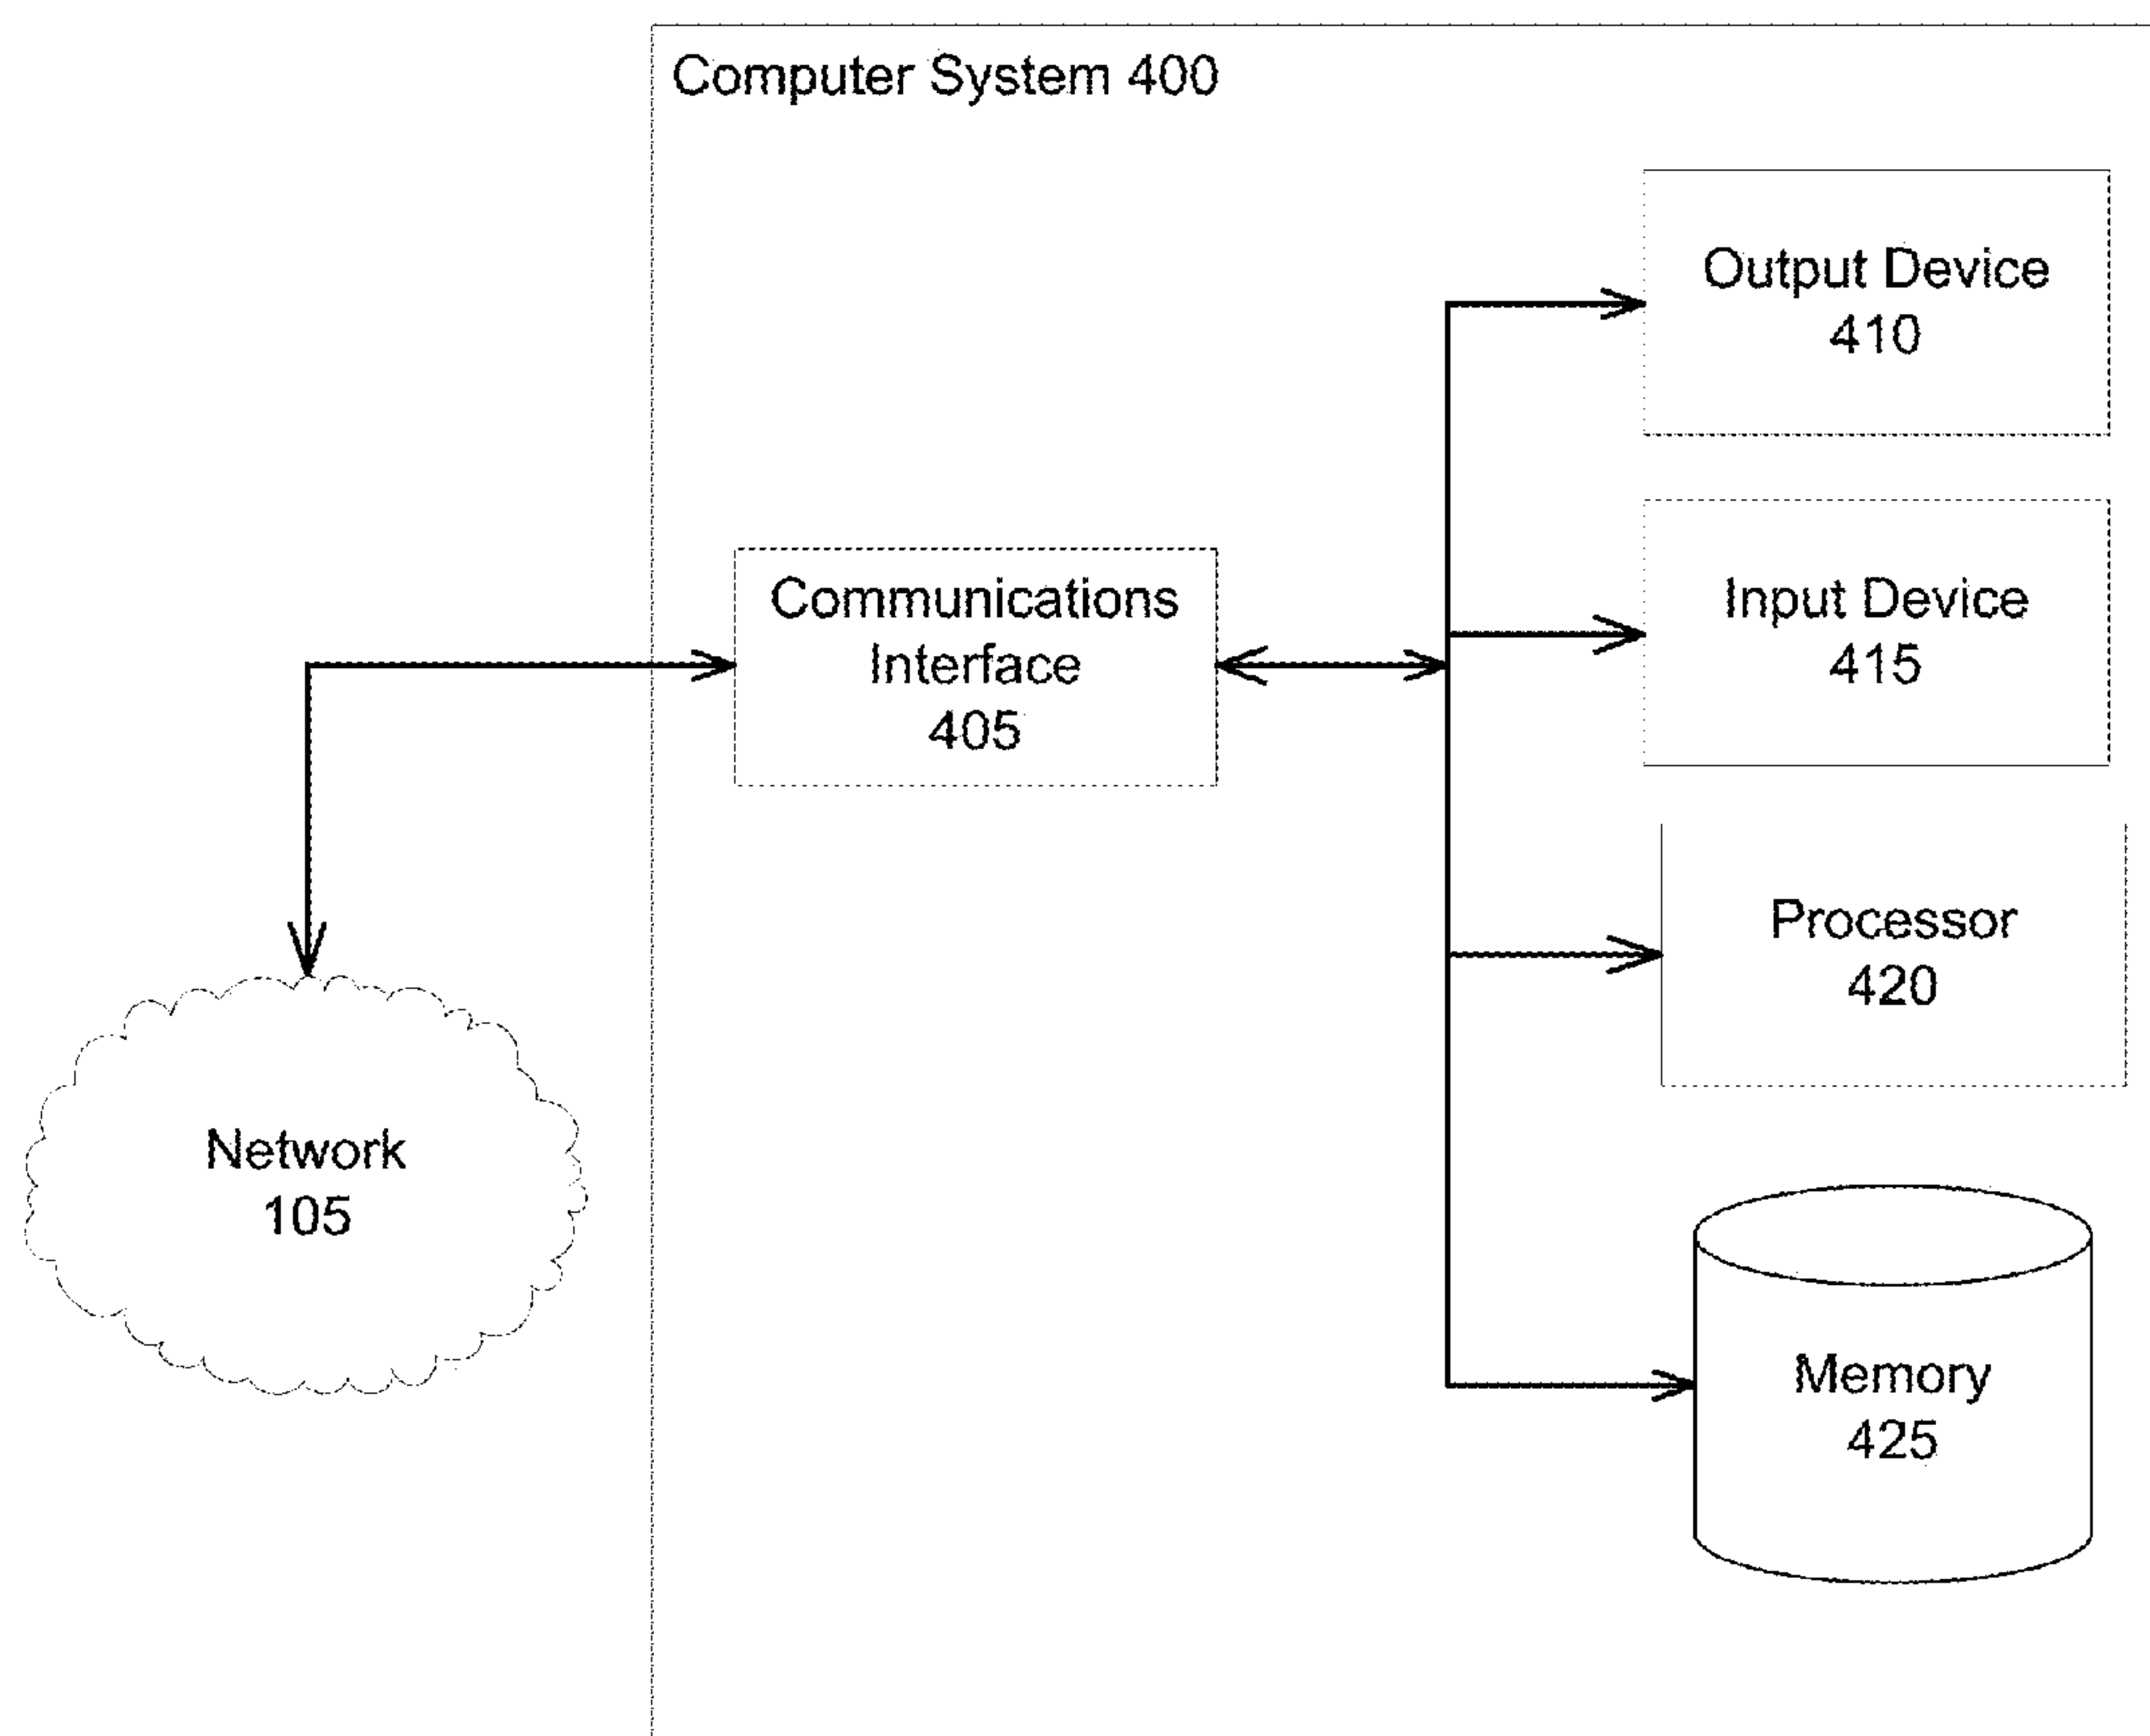 Computer System 400
Output Device
410
Communications
Interface
405
Input Device
415
Processor
420
Network
105
Memory
425